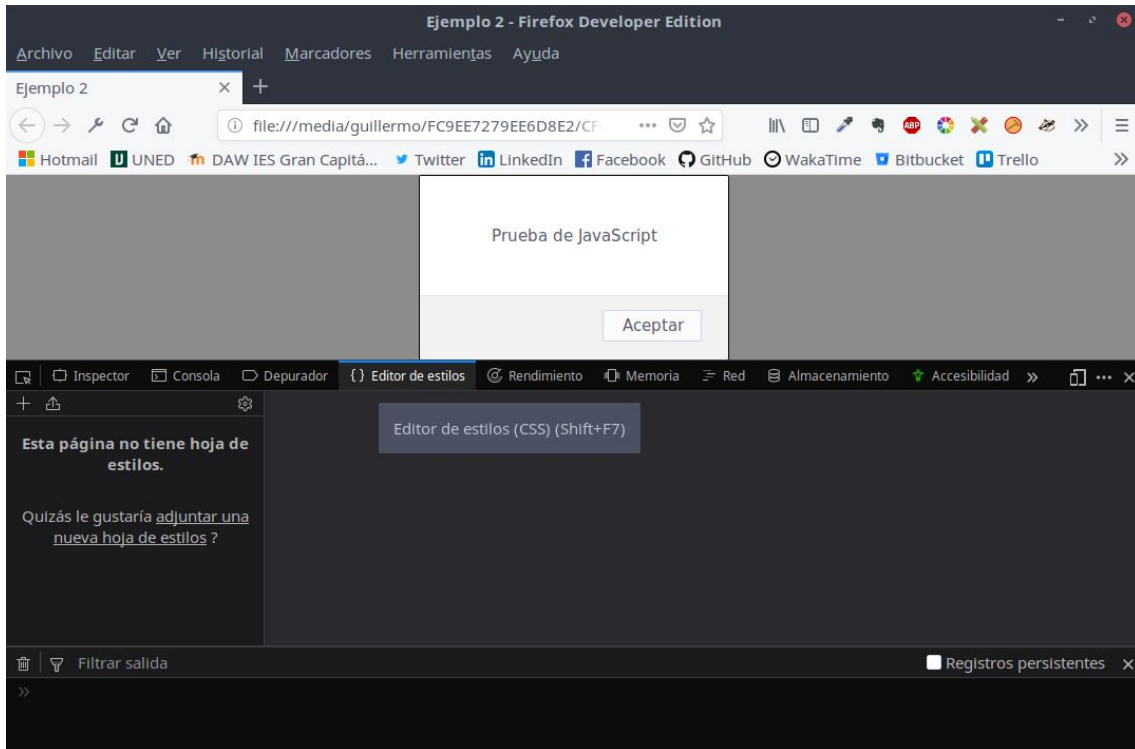 Ejemplo 2 - Firefox Developer Edition
Archivo Editar Ver Historial Marcadores Herramientas Ayuda
Ejemplo 2
file:///media/guillermo/FC9EE7279EE6D8E2/CF
ABP
Hotmail U UNED DAW IES Gran Capitá... Twitter in LinkedIn Facebook GitHub WakaTime Bitbucket Trello
Prueba de JavaScript
Aceptar
Inspector Consola Depurador {} Editor de estilos Rendimiento Memoria Red Almacenamiento Accesibilidad
Editor de estilos (CSS) (Shift+F7)
Esta página no tiene hoja de
estilos.
Quizás le gustaría adjuntar una
nueva hoja de estilos ?
Filtrar salida Registros persistentes